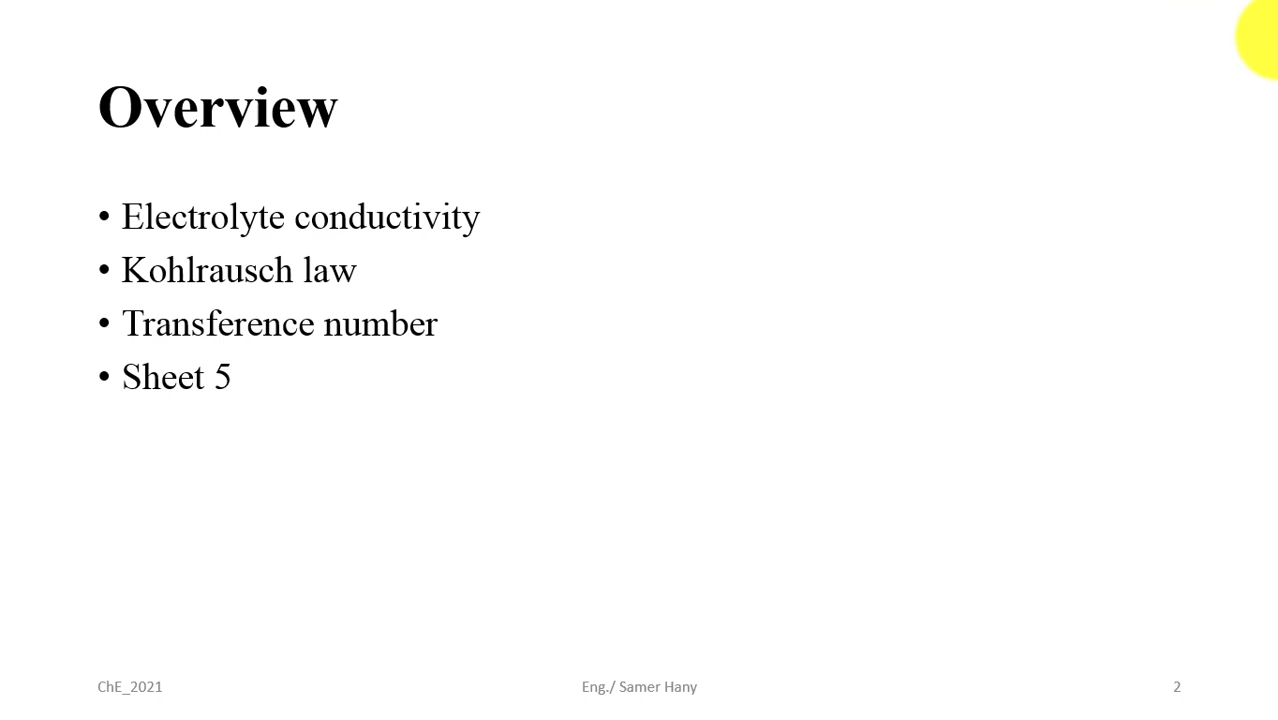 Overview
• Electrolyte conductivity
• Kohlrausch law
• Transference number
• Sheet 5
ChE_2021
Eng./ Samer Hany
2